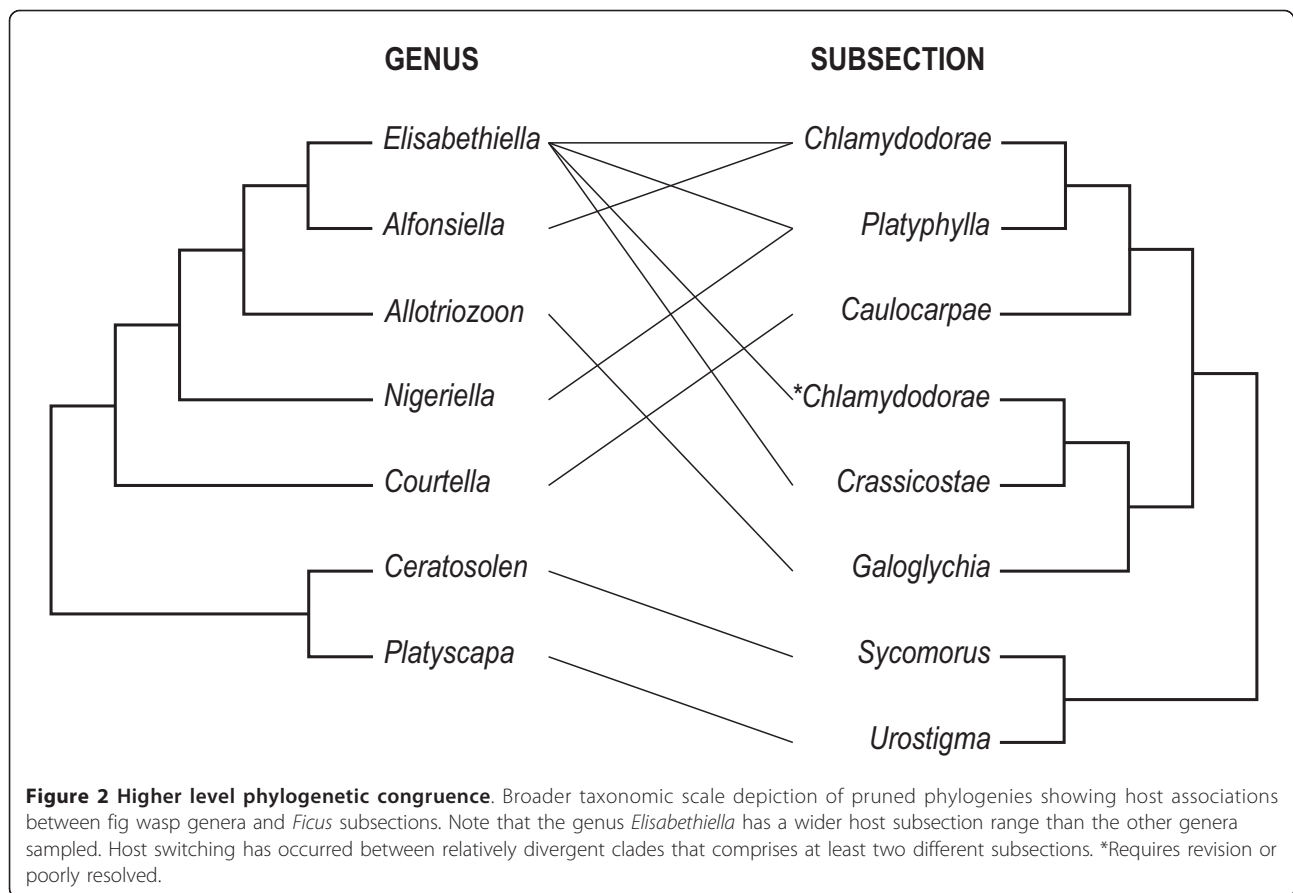 GENUS
SUBSECTION
Elisabethiella
Chlamydodorae
Alfonsiella
Platyphylla
Allotriozoon
Caulocarpae
Nigeriella
*Chlamydodorae
Courtella
Crassicostae
Galoglychia
Ceratosolen
Sycomorus
Platyscapa
Urostigma
Figure 2 Higher level phylogenetic congruence. Broader taxonomic scale depiction of pruned phylogenies showing host associations
between fig wasp genera and Ficus subsections. Note that the genus Elisabethiella has a wider host subsection range than the other genera
sampled. Host switching has occurred between relatively divergent clades that comprises at least two different subsections. *Requires revision or
poorly resolved.